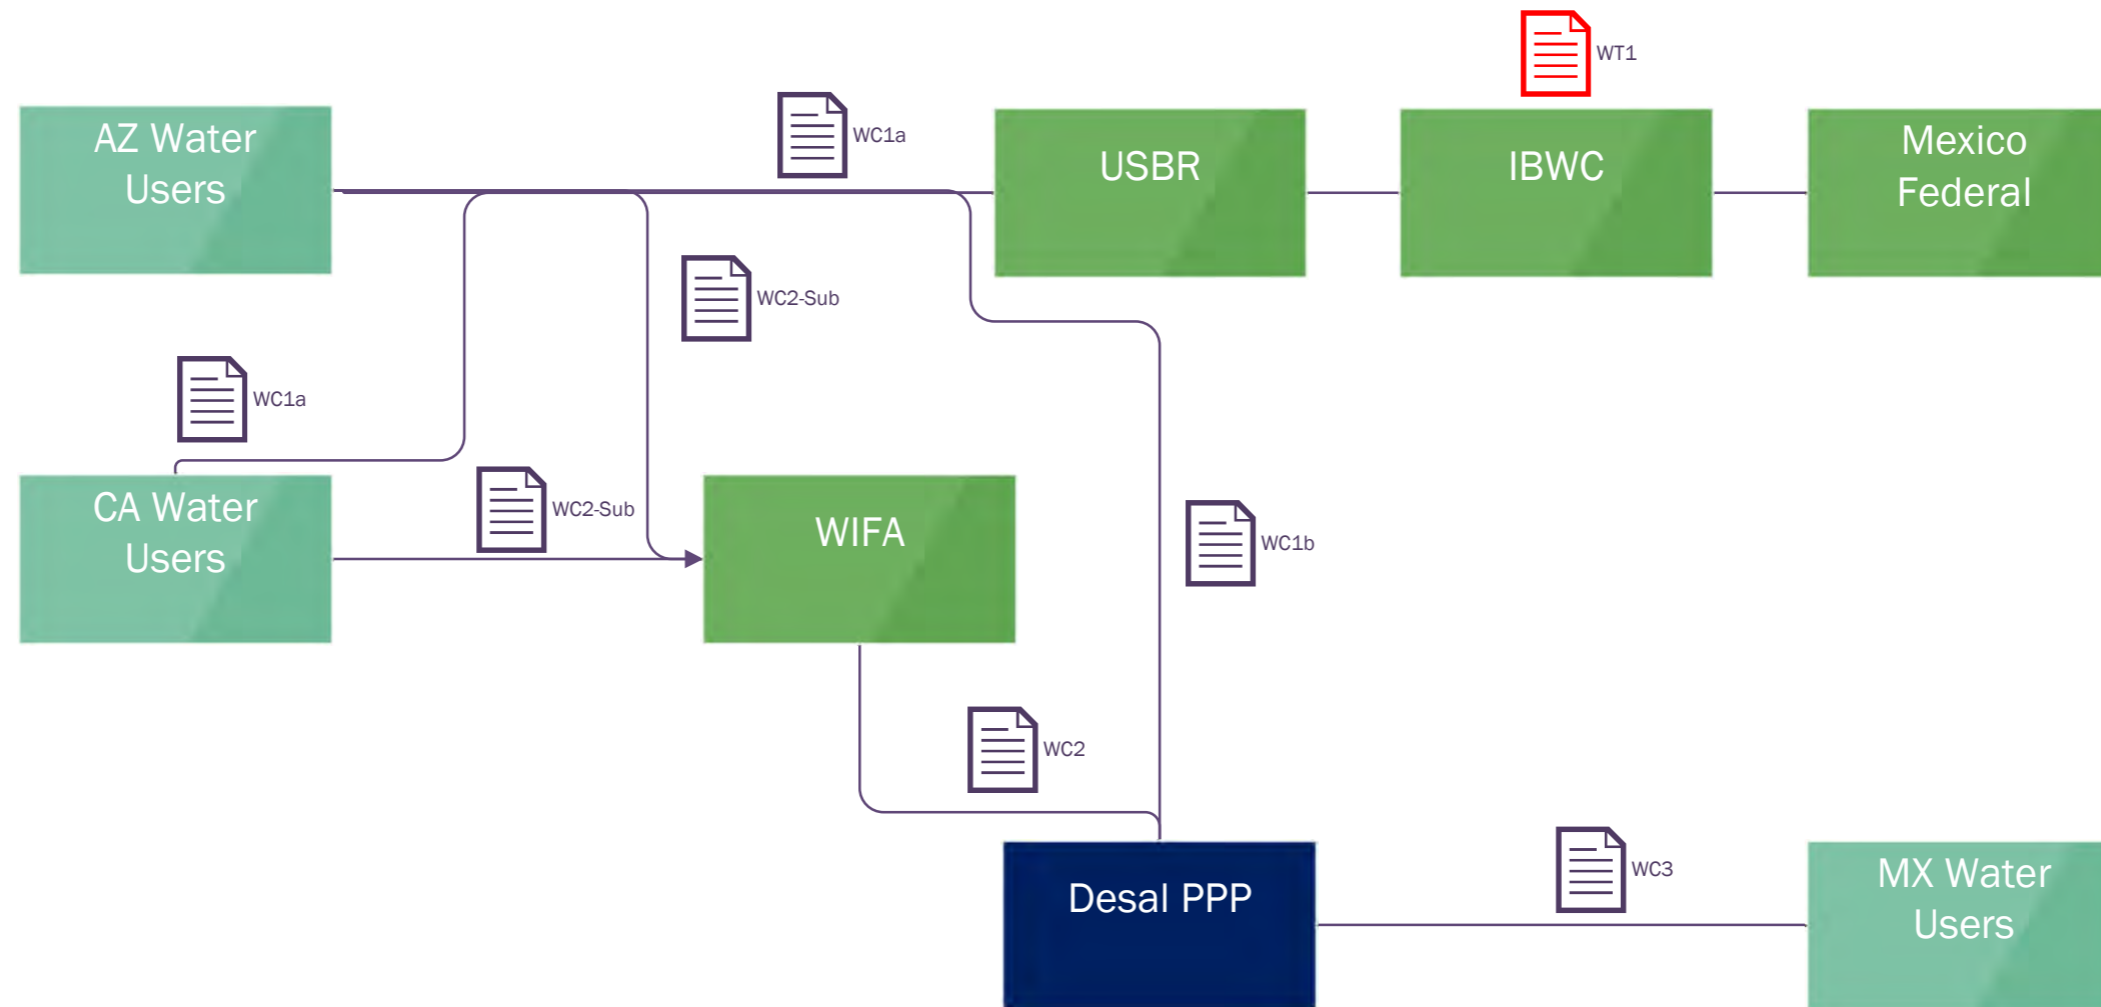 WT1
AZ Water
Users
WC1a
USBR
IBWC
Mexico
Federal
WC2-Sub
WC1a
CA Water
Users
WC2-Sub
WIFA
WC1b
WC2
Desal PPP
WC3
MX Water
Users